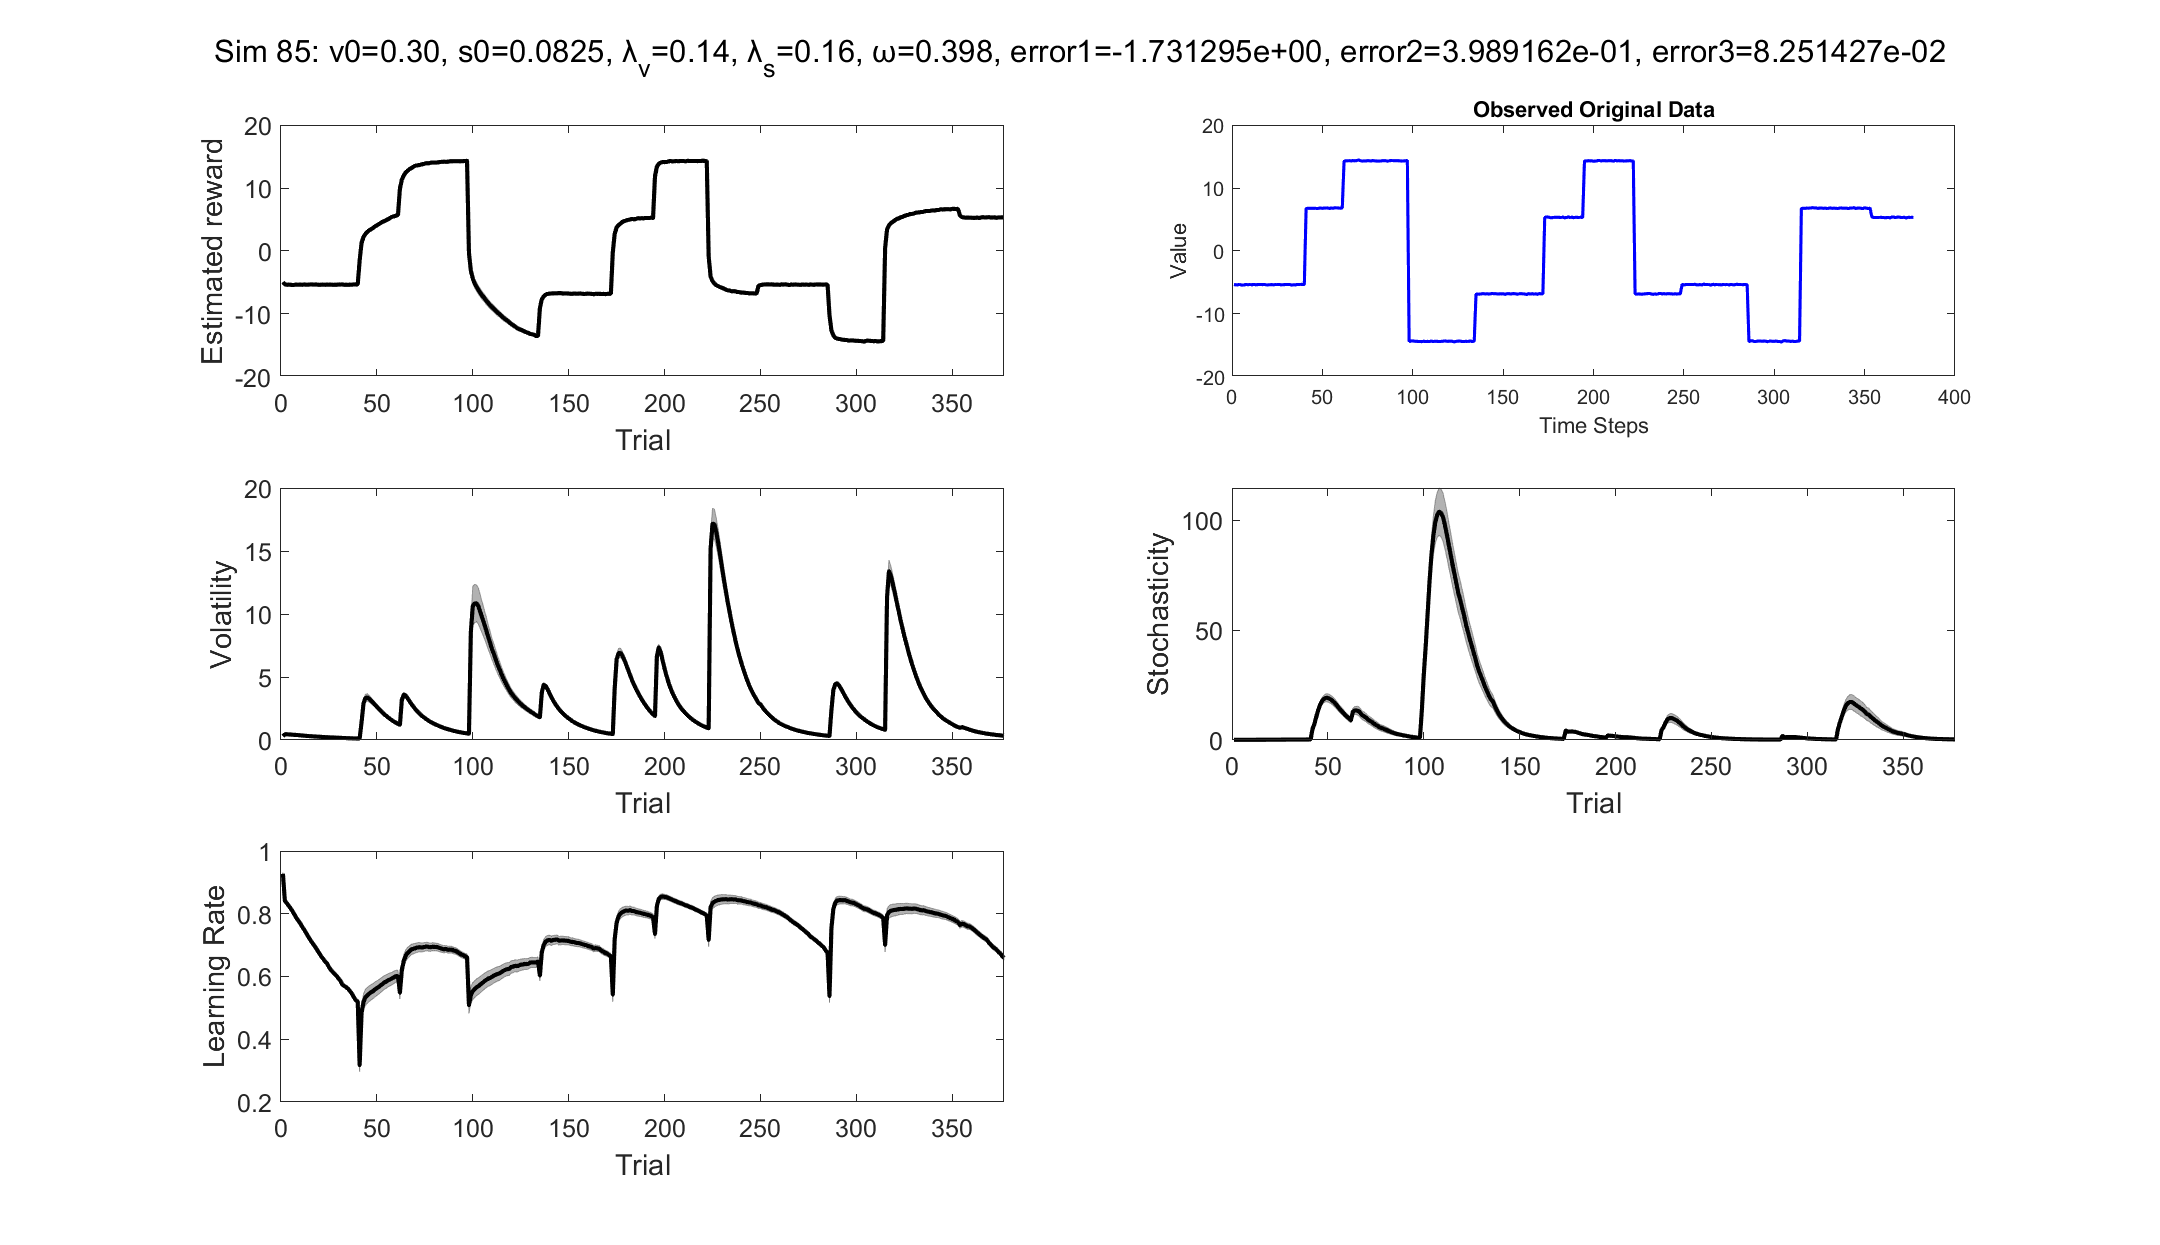 Sim 85: v0=0.30, s0=0.0825, λv=0.14, λs=0.16, ω=0.398, error1=-1.731295e+00, error2=3.989162e-01, error3=8.251427e-02
Estimated reward
20
10
0
-10
-20
0 50 100 150 200 250 300 350
Trial
Observed Original Data
Value
20
10
0
-10
-20
0 50 100 150 200 250 300 350 400
Time Steps
Volatility
20
15
10
5
0
0 50 100 150 200 250 300 350
Trial
Stochasticity
100
50
0
0 50 100 150 200 250 300 350
Trial
Learning Rate
1
0.8
0.6
0.4
0.2
0 50 100 150 200 250 300 350
Trial